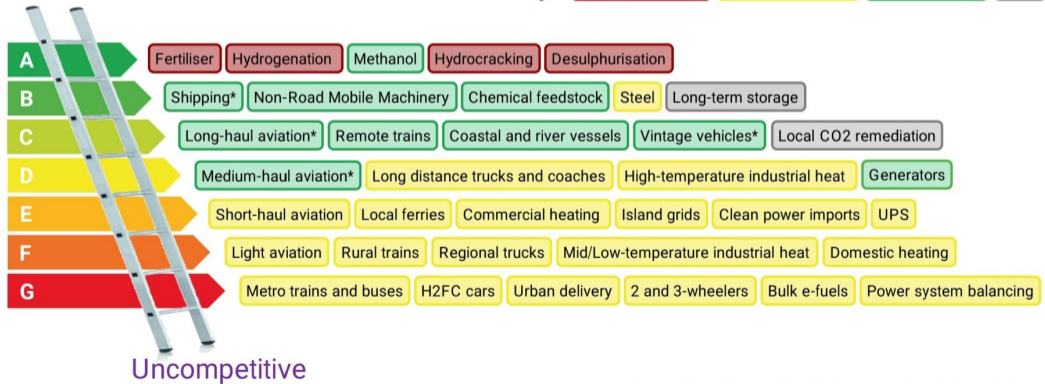 A Fertiliser Hydrogenation Methanol Hydrocracking Desulphurisation
B Shipping* Non-Road Mobile Machinery Chemical feedstock Steel Long-term storage
C Long-haul aviation* Remote trains Coastal and river vessels Vintage vehicles* Local CO2 remediation
D Medium-haul aviation* Long distance trucks and coaches High-temperature industrial heat Generators
E Short-haul aviation Local ferries Commercial heating Island grids Clean power imports UPS
F Light aviation Rural trains Regional trucks Mid/Low-temperature industrial heat Domestic heating
G Metro trains and buses H2FC cars Urban delivery 2 and 3-wheelers Bulk e-fuels Power system balancing
Uncompetitive